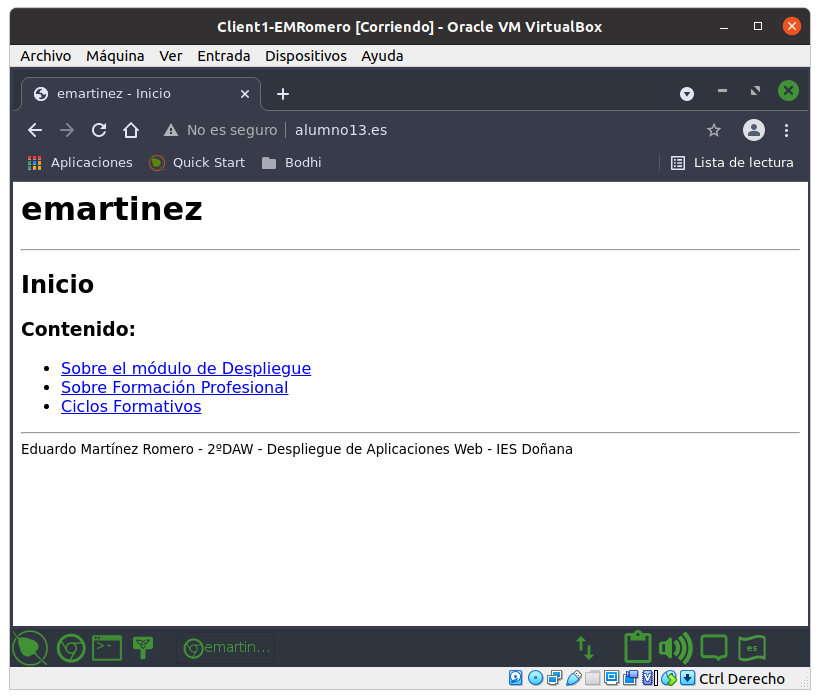 Client1-EMRomero [Corriendo] - Oracle VM VirtualBox
Archivo Máquina Ver Entrada Dispositivos Ayuda
emartinez - Inicio
No es seguro alumno13.es
Aplicaciones Quick Start Bodhi Lista de lectura
emartinez
Inicio
Contenido:
Sobre el módulo de Despliegue
Sobre Formación Profesional
Ciclos Formativos
Eduardo Martínez Romero - 2ºDAW - Despliegue de Aplicaciones Web - IES Doñana
emartin... es
Ctrl Derecho